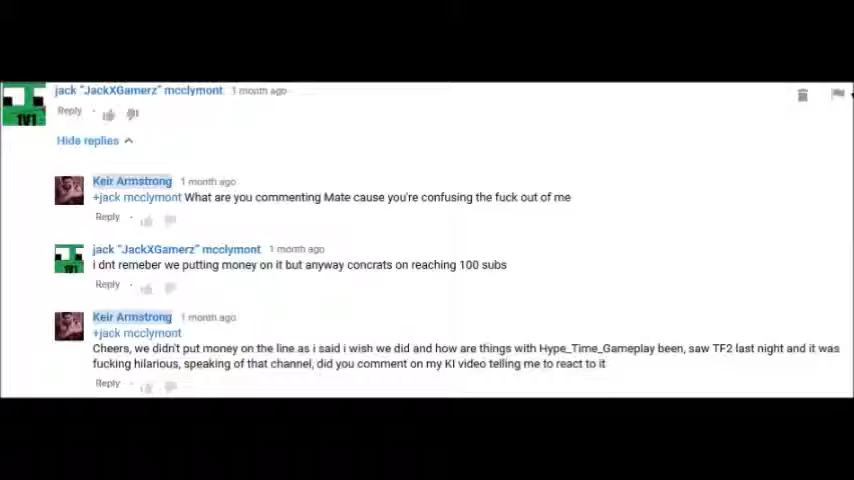 jack "JackXGamerz" mcclymont 1 month ago
1V1
Reply
Hide replies
Keir Armstrong 1 month ago
+jack mcclymont What are you commenting Mate cause you're confusing the fuck out of me
Reply
jack "JackXGamerz" mcclymont 1 month ago
1V1
i dnt remeber we putting money on it but anyway concrats on reaching 100 subs
Reply
Keir Armstrong 1 month ago
+jack mcclymont
Cheers, we didn't put money on the line as i said i wish we did and how are things with Hype_Time_Gameplay been, saw TF2 last night and it was
fucking hilarious, speaking of that channel, did you comment on my KI video telling me to react to it
Reply